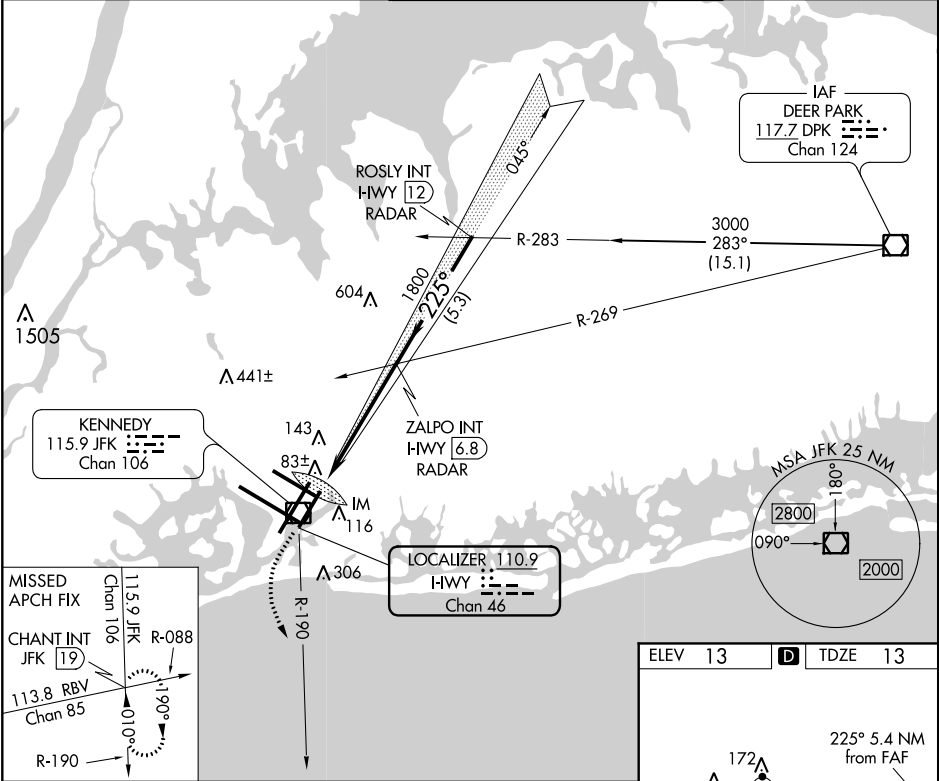 IAF
DEER PARK
117.7 DPK
Chan 124
ROSLY INT
I-IWY 12
RADAR
045°
R-283
3000
283°
(15.1)
1800
225°
(5.3)
604
R-269
1505
441±
KENNEDY
115.9 JFK
Chan 106
143
83±
ZALPO INT
I-IWY 6.8
RADAR
IM
116
MSA JFK 25 NM
180°
2800
090°
2000
LOCALIZER 110.9
I-IWY
Chan 46
306
R-190
MISSED
APCH FIX
115.9 JFK
Chan 106
CHANT INT
JFK 19
R-088
113.8 RBV
Chan 85
190°
010°
R-190
ELEV 13 D TDZE 13
225° 5.4 NM
from FAF
172